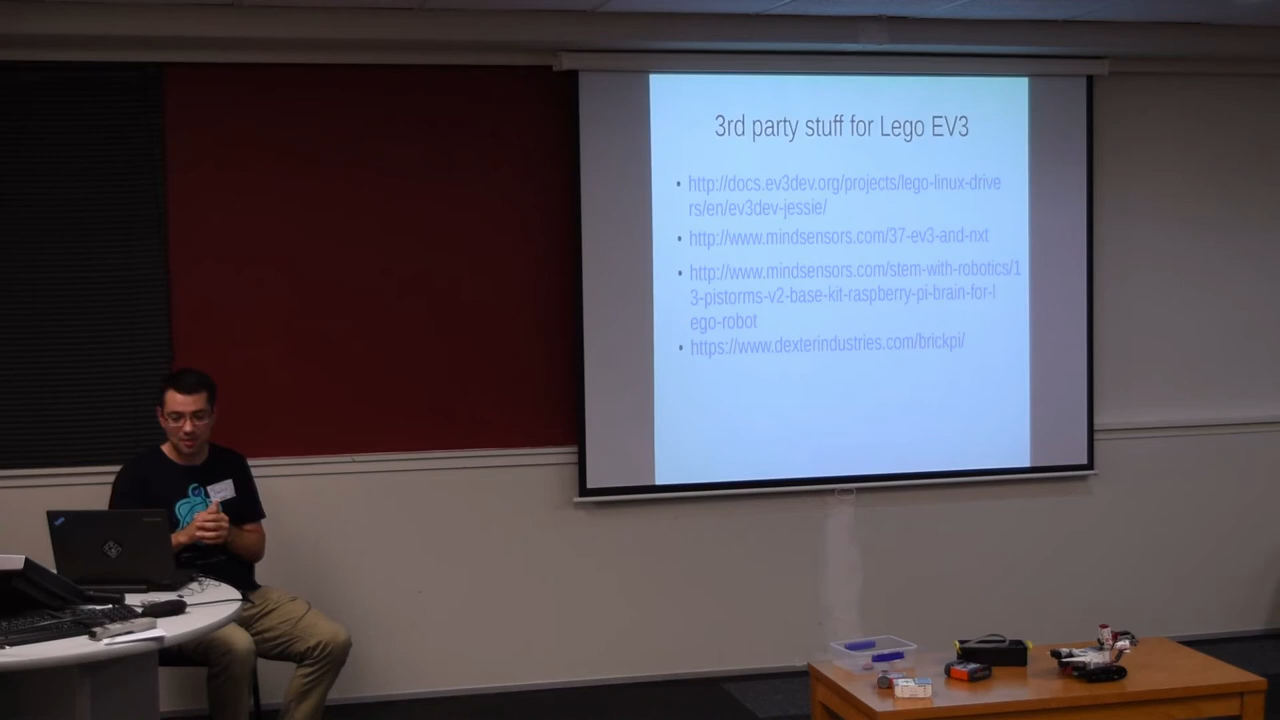 3rd party stuff for Lego EV3
• http://docs.ev3dev.org/projects/lego-linux-drive
rs/en/ev3dev-jessie/
• http://www.mindsensors.com/37-ev3-and-nxt
• http://www.mindsensors.com/stem-with-robotics/1
3-pistorms-v2-base-kit-raspberry-pi-brain-for-l
ego-robot
• https://www.dexterindustries.com/brickpi/